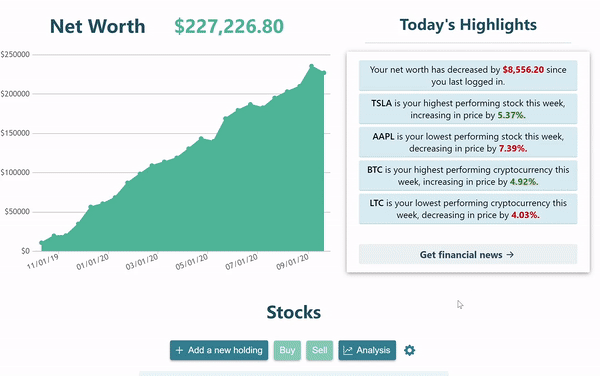 Net Worth $227,226.80
$250000
$200000
$150000
$100000
$50000
$0
11/01/19 01/01/20 03/01/20 05/01/20 07/01/20 09/01/20
Today's Highlights
Your net worth has decreased by $8,556.20 since
you last logged in.
TSLA is your highest performing stock this week,
increasing in price by 5.37%.
AAPL is your lowest performing stock this week,
decreasing in price by 7.39%.
BTC is your highest performing cryptocurrency this
week, increasing in price by 4.92%.
LTC is your lowest performing cryptocurrency this
week, decreasing in price by 4.03%.
Get financial news →
Stocks
+ Add a new holding Buy Sell Analysis